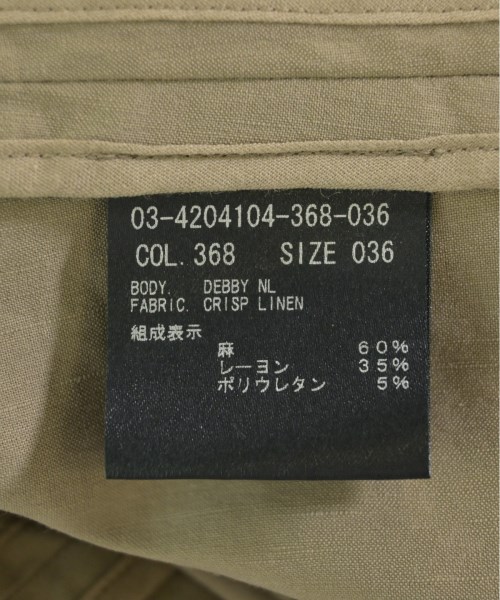 03-4204104-368-036
COL. 368 SIZE 036
BODY. DEBBY NL
FABRIC. CRISP LINEN
組成表示
麻 60%
レーヨン 35%
ポリウレタン 5%